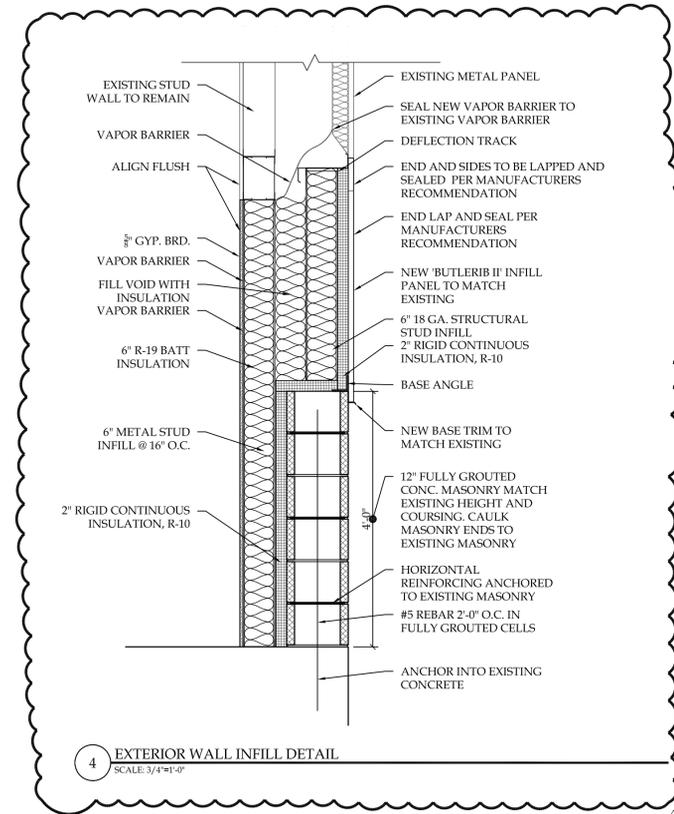 EXISTING STUD
WALL TO REMAIN
VAPOR BARRIER
ALIGN FLUSH
5/8" GYP. BRD.
VAPOR BARRIER
FILL VOID WITH
INSULATION
VAPOR BARRIER
6" R-19 BATT
INSULATION
6" METAL STUD
INFILL @ 16" O.C.
2" RIGID CONTINUOUS
INSULATION, R-10
EXISTING METAL PANEL
SEAL NEW VAPOR BARRIER TO
EXISTING VAPOR BARRIER
DEFLECTION TRACK
END AND SIDES TO BE LAPPED AND
SEALED PER MANUFACTURERS
RECOMMENDATION
END LAP AND SEAL PER
MANUFACTURERS
RECOMMENDATION
NEW 'BUTLERIB II' INFILL
PANEL TO MATCH
EXISTING
6" 18 GA. STRUCTURAL
STUD INFILL
2" RIGID CONTINUOUS
INSULATION, R-10
BASE ANGLE
NEW BASE TRIM TO
MATCH EXISTING
12" FULLY GROUTED
CONC. MASONRY MATCH
EXISTING HEIGHT AND
COURSING. CAULK
MASONRY ENDS TO
EXISTING MASONRY
4'-0"
HORIZONTAL
REINFORCING ANCHORED
TO EXISTING MASONRY
#5 REBAR 2'-0" O.C. IN
FULLY GROUTED CELLS
ANCHOR INTO EXISTING
CONCRETE
4 EXTERIOR WALL INFILL DETAIL
SCALE: 3/4"=1'-0"